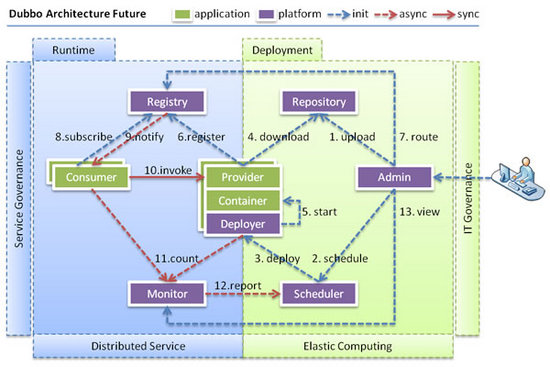 Dubbo Architecture Future
application
platform
init
async
sync
Runtime
Deployment
Registry
Repository
8.subscribe
9.notify
6.register
4. download
1. upload
7. route
Consumer
10.invoke
Provider
Admin
Container
5. start
13. view
Deployer
11.count
3. deploy
2. schedule
12.report
Monitor
Scheduler
Service Governance
IT Governance
Distributed Service
Elastic Computing